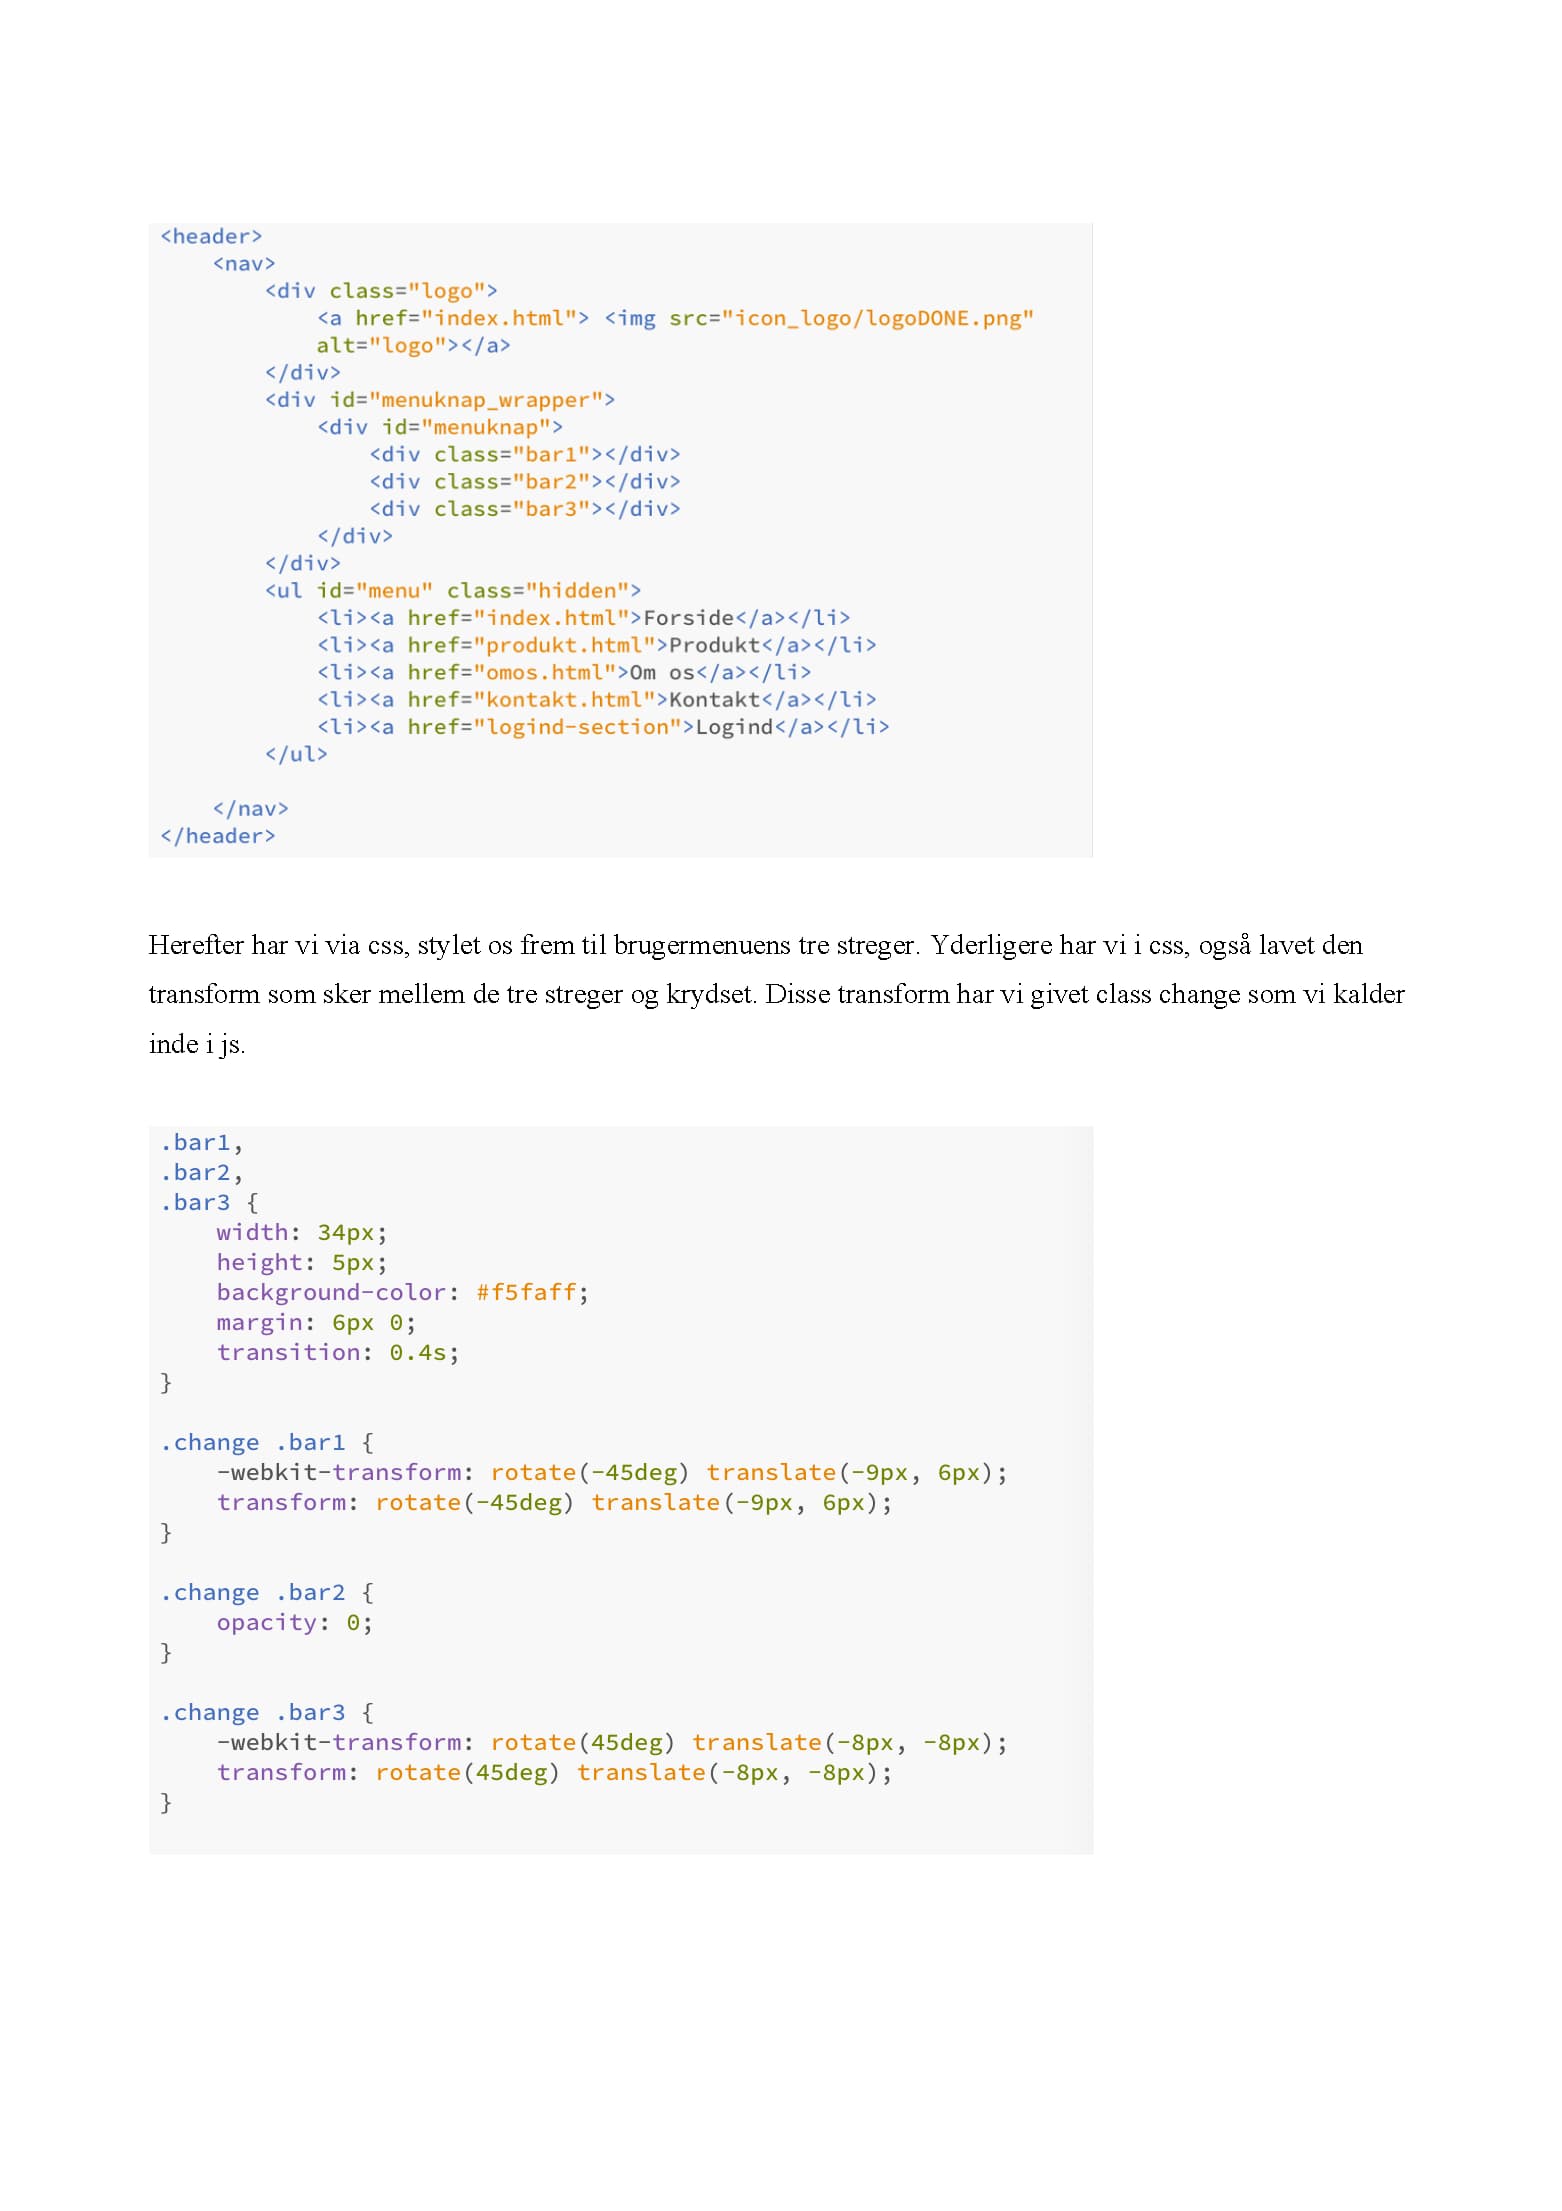 <header>
    <nav>
        <div class="logo">
            <a href="index.html"> <img src="icon_logo/logoDONE.png"
            alt="logo"></a>
        </div>
        <div id="menuknap_wrapper">
            <div id="menuknap">
                <div class="bar1"></div>
                <div class="bar2"></div>
                <div class="bar3"></div>
            </div>
        </div>
        <ul id="menu" class="hidden">
            <li><a href="index.html">Forside</a></li>
            <li><a href="produkt.html">Produkt</a></li>
            <li><a href="omos.html">Om os</a></li>
            <li><a href="kontakt.html">Kontakt</a></li>
            <li><a href="logind-section">Logind</a></li>
        </ul>
    </nav>
</header>
Herefter har vi via css, stylet os frem til brugermenuens tre streger. Yderligere har vi i css, også lavet den
transform som sker mellem de tre streger og krydset. Disse transform har vi givet class change som vi kalder
inde i js.
.bar1,
.bar2,
.bar3 {
    width: 34px;
    height: 5px;
    background-color: #f5faff;
    margin: 6px 0;
    transition: 0.4s;
}
.change .bar1 {
    -webkit-transform: rotate(-45deg) translate(-9px, 6px);
    transform: rotate(-45deg) translate(-9px, 6px);
}
.change .bar2 {
    opacity: 0;
}
.change .bar3 {
    -webkit-transform: rotate(45deg) translate(-8px, -8px);
    transform: rotate(45deg) translate(-8px, -8px);
}